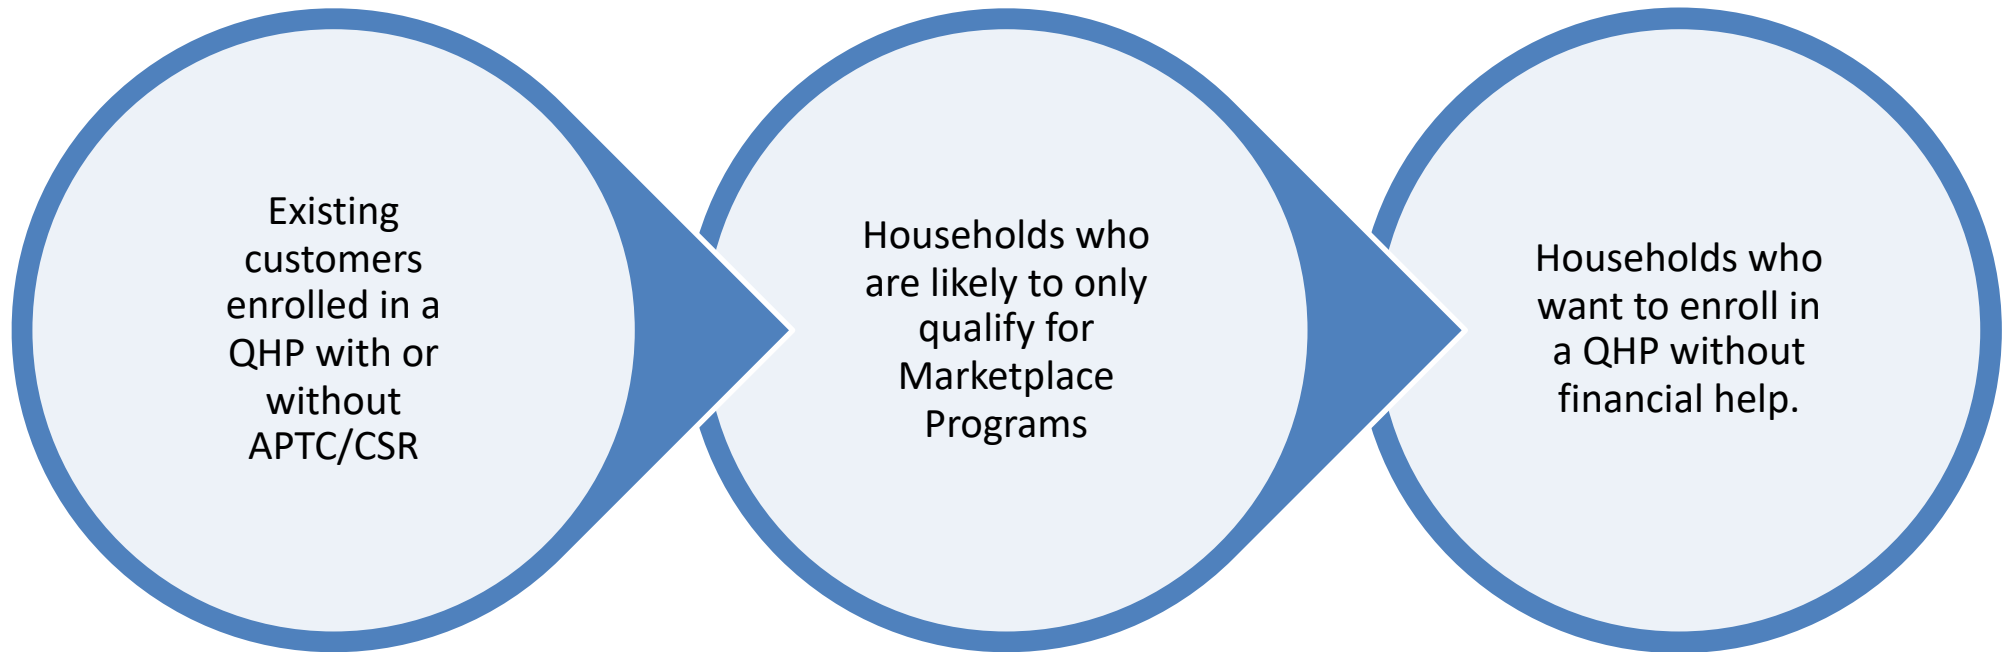 Existing
customers
enrolled in a
QHP with or
without
APTC/CSR
Households who
are likely to only
qualify for
Marketplace
Programs
Households who
want to enroll in
a QHP without
financial help.